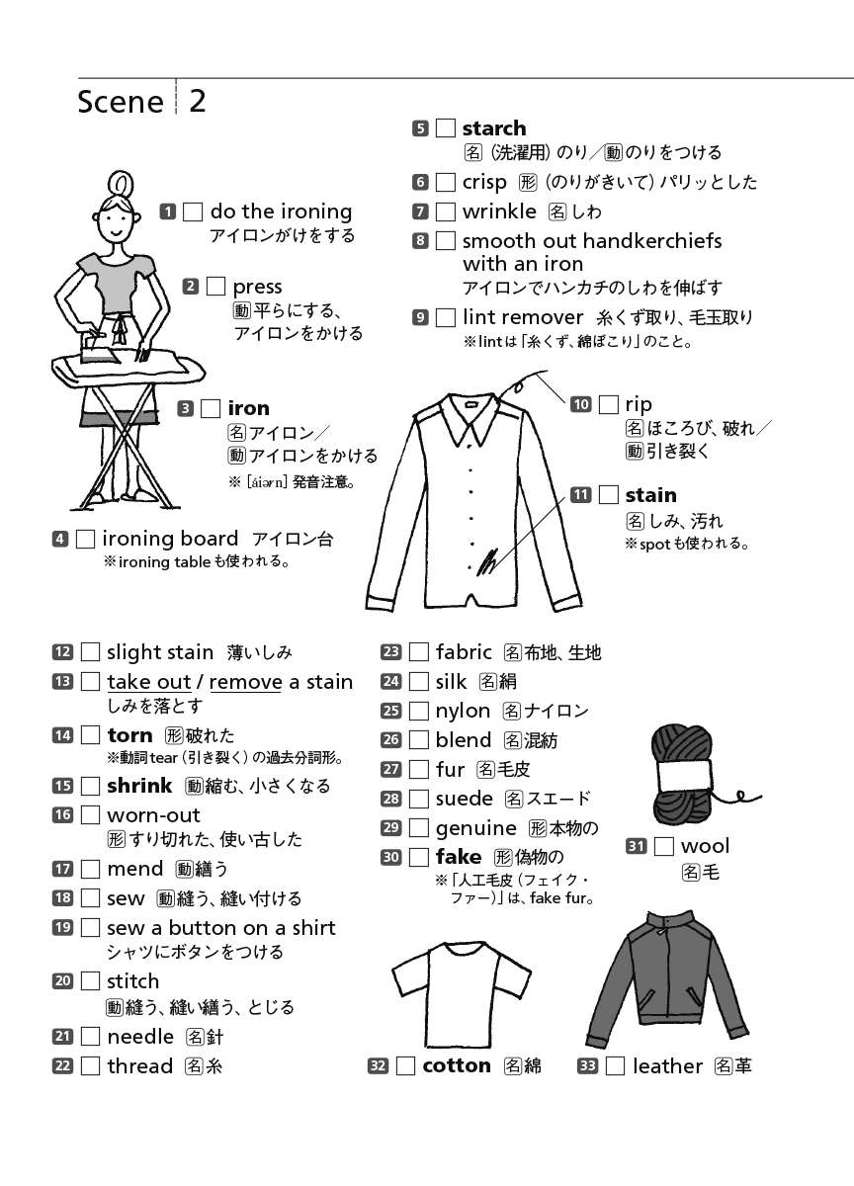 Scene 2
1 □ do the ironing
アイロンがけをする
2 □ press
動 平らにする、
アイロンをかける
3 □ iron
名 アイロン／
動 アイロンをかける
※［áiərn］発音注意。
4 □ ironing board アイロン台
※ironing tableも使われる。
5 □ starch
名（洗濯用）のり／動 のりをつける
6 □ crisp 形（のりがきいて）パリッとした
7 □ wrinkle 名 しわ
8 □ smooth out handkerchiefs
with an iron
アイロンでハンカチのしわを伸ばす
9 □ lint remover 糸くず取り、毛玉取り
※lintは「糸くず、綿ぼこり」のこと。
10 □ rip
名 ほころび、破れ／
動 引き裂く
11 □ stain
名 しみ、汚れ
※spotも使われる。
12 □ slight stain 薄いしみ
13 □ take out / remove a stain
しみを落とす
14 □ torn 形 破れた
※動詞tear（引き裂く）の過去分詞形。
15 □ shrink 動 縮む、小さくなる
16 □ worn-out
形 すり切れた、使い古した
17 □ mend 動 繕う
18 □ sew 動 縫う、縫い付ける
19 □ sew a button on a shirt
シャツにボタンをつける
20 □ stitch
動 縫う、縫い繕う、とじる
21 □ needle 名 針
22 □ thread 名 糸
23 □ fabric 名 布地、生地
24 □ silk 名 絹
25 □ nylon 名 ナイロン
26 □ blend 名 混紡
27 □ fur 名 毛皮
28 □ suede 名 スエード
29 □ genuine 形 本物の
30 □ fake 形 偽物の
※「人工毛皮（フェイク・
ファー）」は、fake fur。
31 □ wool
名 毛
32 □ cotton 名 綿
33 □ leather 名 革